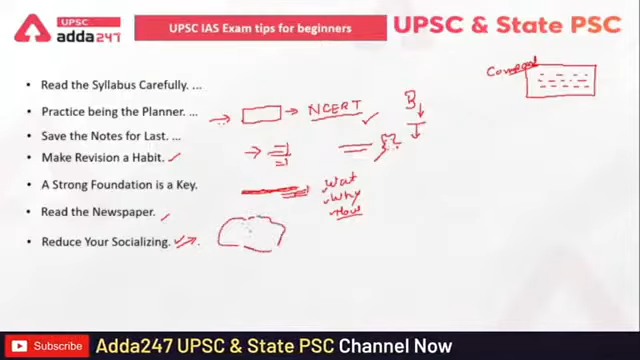 UPSC
adda247
UPSC IAS Exam tips for beginners
UPSC & State PSC
Read the Syllabus Carefully. ...
Practice being the Planner. ...
Save the Notes for Last. ...
Make Revision a Habit.
A Strong Foundation is a Key.
Read the Newspaper.
Reduce Your Socializing.
NCERT
B
I
Wat
Why
How
Subscribe
Adda247 UPSC & State PSC Channel Now